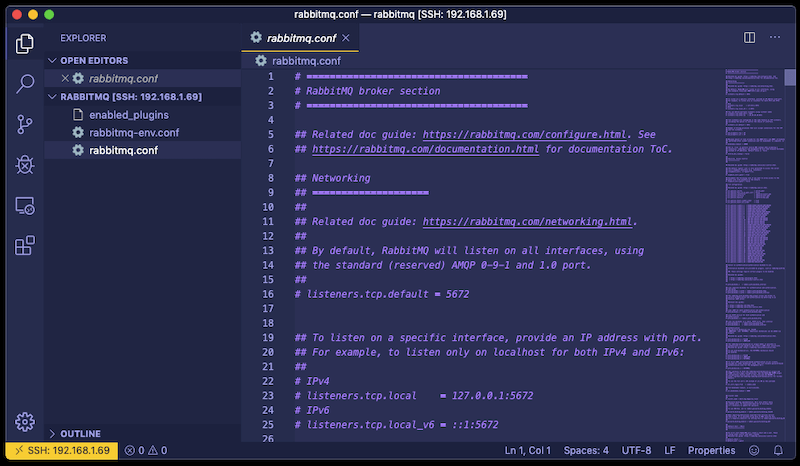 rabbitmq.conf — rabbitmq [SSH: 192.168.1.69]
EXPLORER
OPEN EDITORS
rabbitmq.conf
RABBITMQ [SSH: 192.168.1.69]
enabled_plugins
rabbitmq-env.conf
rabbitmq.conf
OUTLINE
rabbitmq.conf
rabbitmq.conf
1 # ======================================
2 # RabbitMQ broker section
3 # ======================================
4
5 ## Related doc guide: https://rabbitmq.com/configure.html. See
6 ## https://rabbitmq.com/documentation.html for documentation ToC.
7
8 ## Networking
9 ## ====================
10 ##
11 ## Related doc guide: https://rabbitmq.com/networking.html.
12 ##
13 ## By default, RabbitMQ will listen on all interfaces, using
14 ## the standard (reserved) AMQP 0-9-1 and 1.0 port.
15 ##
16 # listeners.tcp.default = 5672
17
18
19 ## To listen on a specific interface, provide an IP address with port.
20 ## For example, to listen only on localhost for both IPv4 and IPv6:
21 ##
22 # IPv4
23 # listeners.tcp.local    = 127.0.0.1:5672
24 # IPv6
25 # listeners.tcp.local_v6 = ::1:5672
26
SSH: 192.168.1.69 0 0 Ln 1, Col 1 Spaces: 4 UTF-8 LF Properties